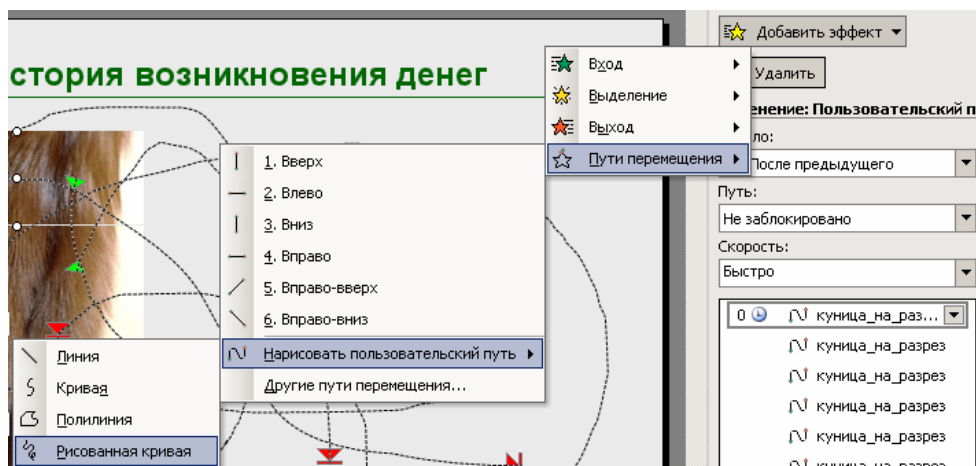 стория возникновения денег
Добавить эффект
Удалить
енение: Пользовательский п
ло:
После предыдущего
Путь:
Не заблокировано
Скорость:
Быстро
0 куница_на_раз...
куница_на_разрез
куница_на_разрез
куница_на_разрез
куница_на_разрез
куница_на_разрез
Вход
Выделение
Выход
Пути перемещения
1. Вверх
2. Влево
3. Вниз
4. Вправо
5. Вправо-вверх
6. Вправо-вниз
Нарисовать пользовательский путь
Другие пути перемещения...
Линия
Кривая
Полилиния
Рисованная кривая